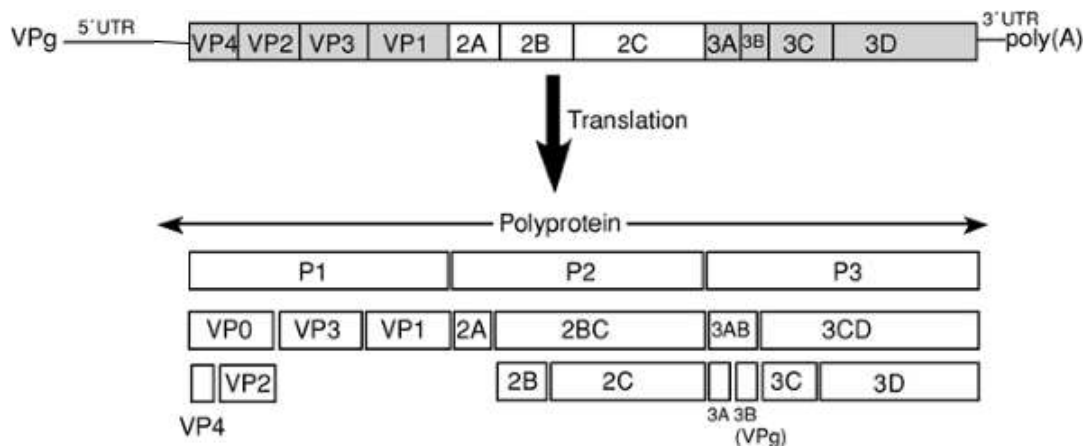 VPg 5´UTR VP4 VP2 VP3 VP1 2A 2B 2C 3A 3B 3C 3D 3´UTR poly(A)
Translation
Polyprotein
P1 P2 P3
VP0 VP3 VP1 2A 2BC 3AB 3CD
VP2 2B 2C 3C 3D
VP4 3A 3B
(VPg)